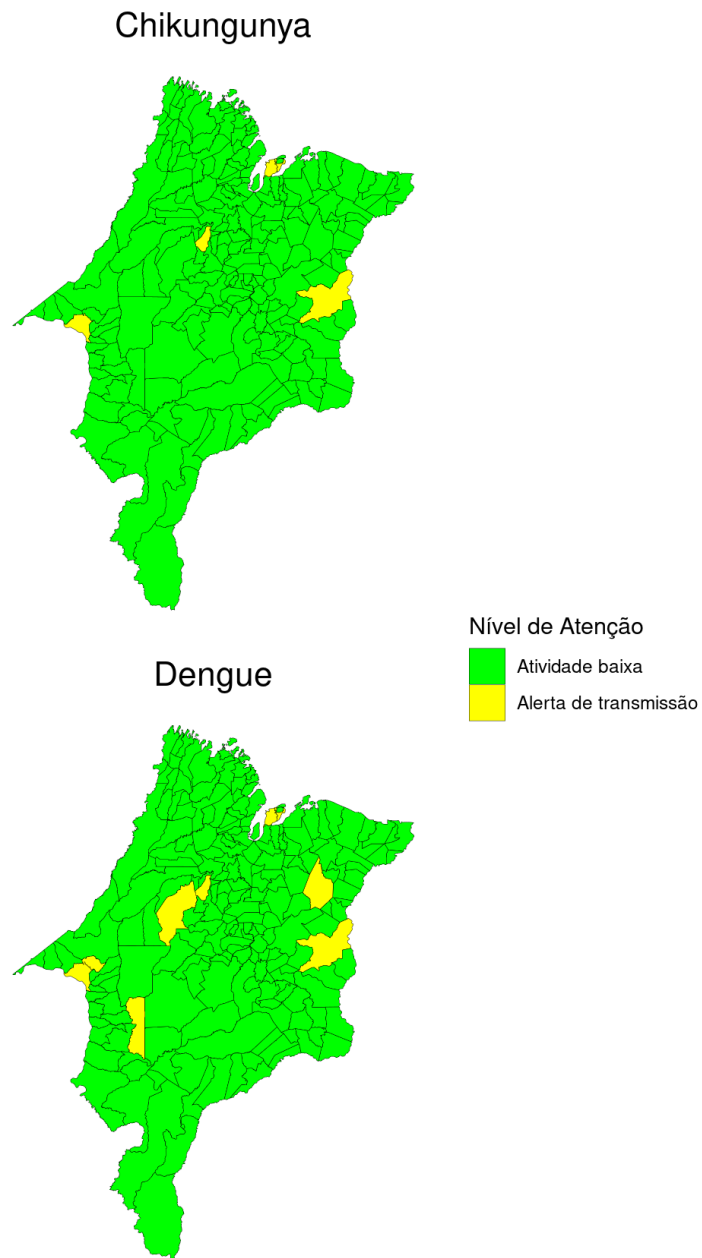 Chikungunya
Nível de Atenção
Atividade baixa
Alerta de transmissão
Dengue